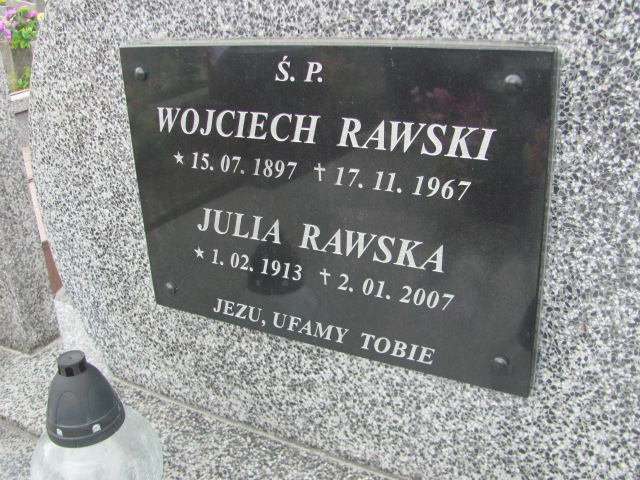 Ś. P.
WOJCIECH RAWSKI
* 15. 07. 1897 † 17. 11. 1967
JULIA RAWSKA
* 1. 02. 1913 † 2. 01. 2007
JEZU, UFAMY TOBIE